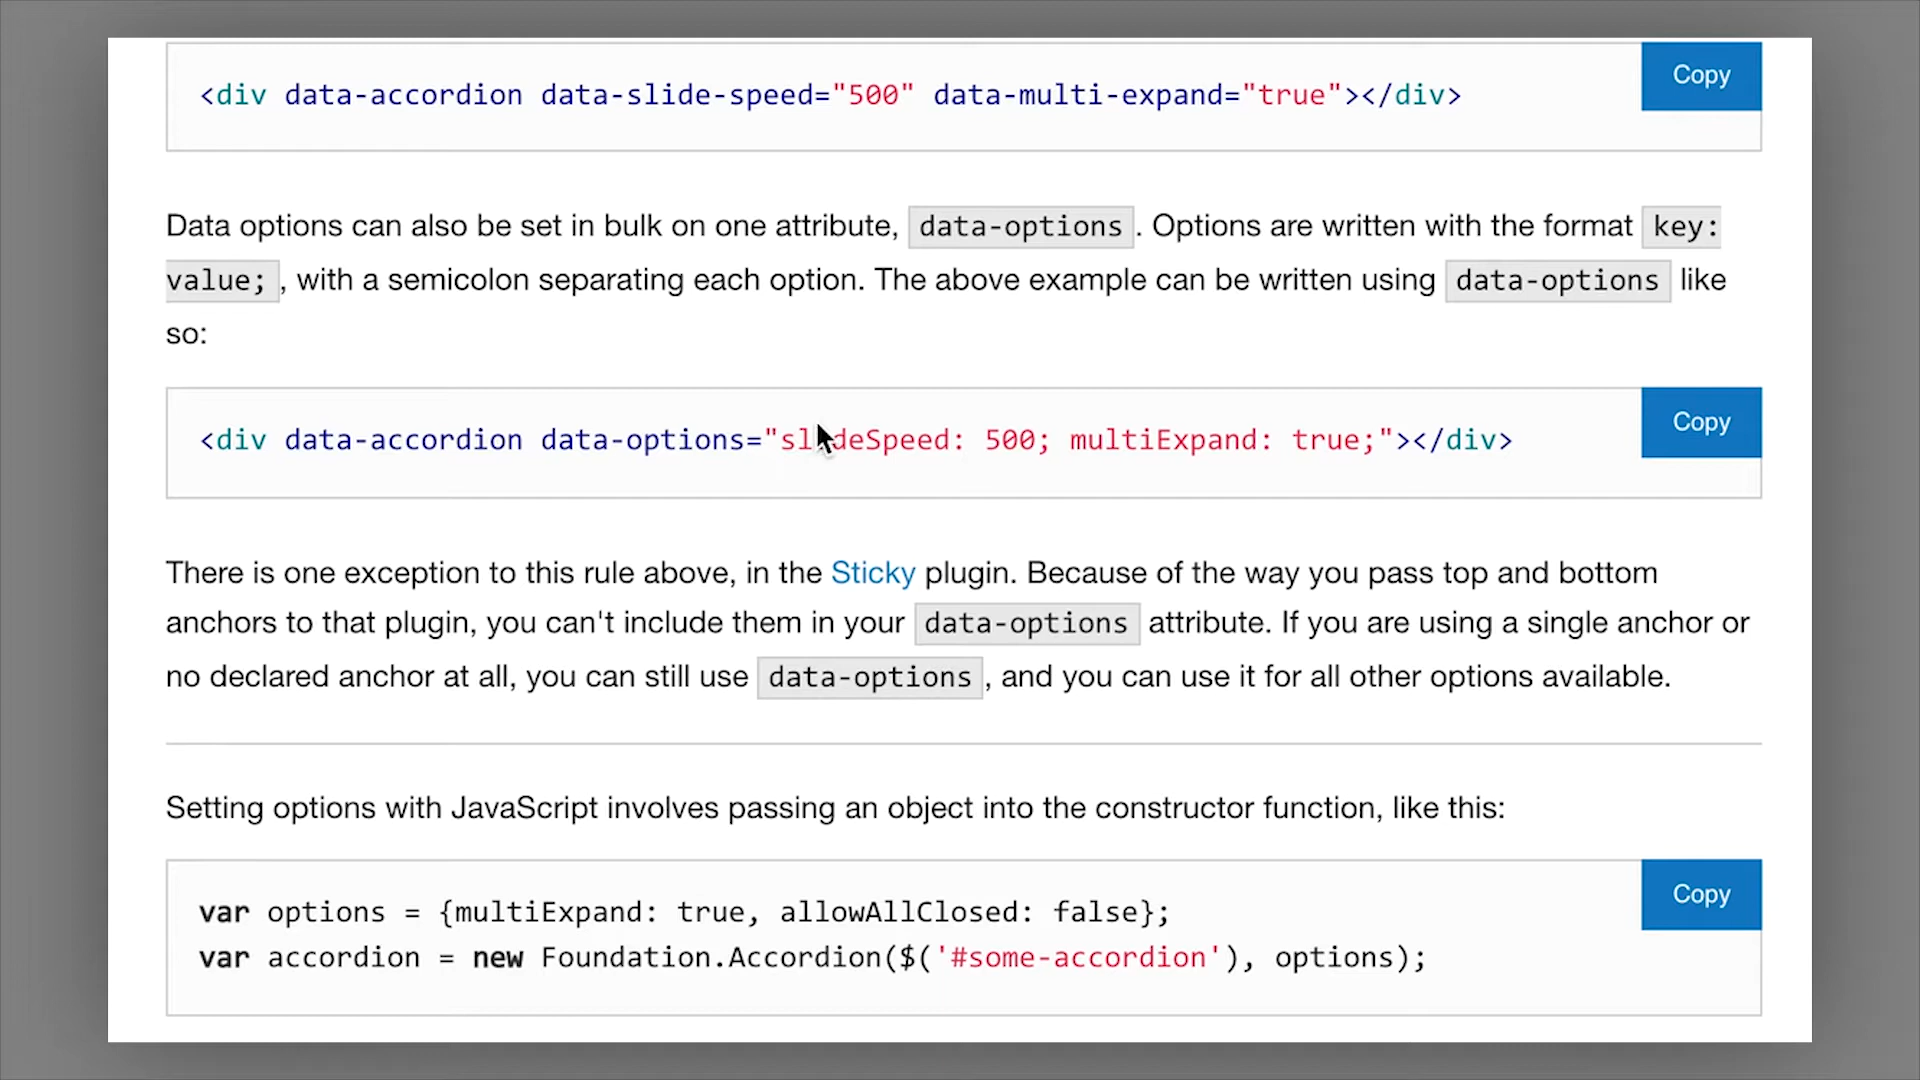 <div data-accordion data-slide-speed="500" data-multi-expand="true"></div>
Copy
Data options can also be set in bulk on one attribute, data-options . Options are written with the format key:
value; , with a semicolon separating each option. The above example can be written using data-options like
so:
<div data-accordion data-options="slideSpeed: 500; multiExpand: true;"></div>
Copy
There is one exception to this rule above, in the Sticky plugin. Because of the way you pass top and bottom
anchors to that plugin, you can't include them in your data-options attribute. If you are using a single anchor or
no declared anchor at all, you can still use data-options , and you can use it for all other options available.
Setting options with JavaScript involves passing an object into the constructor function, like this:
var options = {multiExpand: true, allowAllClosed: false};
Copy
var accordion = new Foundation.Accordion($('#some-accordion'), options);